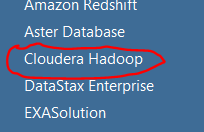 Amazon Redshift
Aster Database
Cloudera Hadoop
DataStax Enterprise
EXASolution